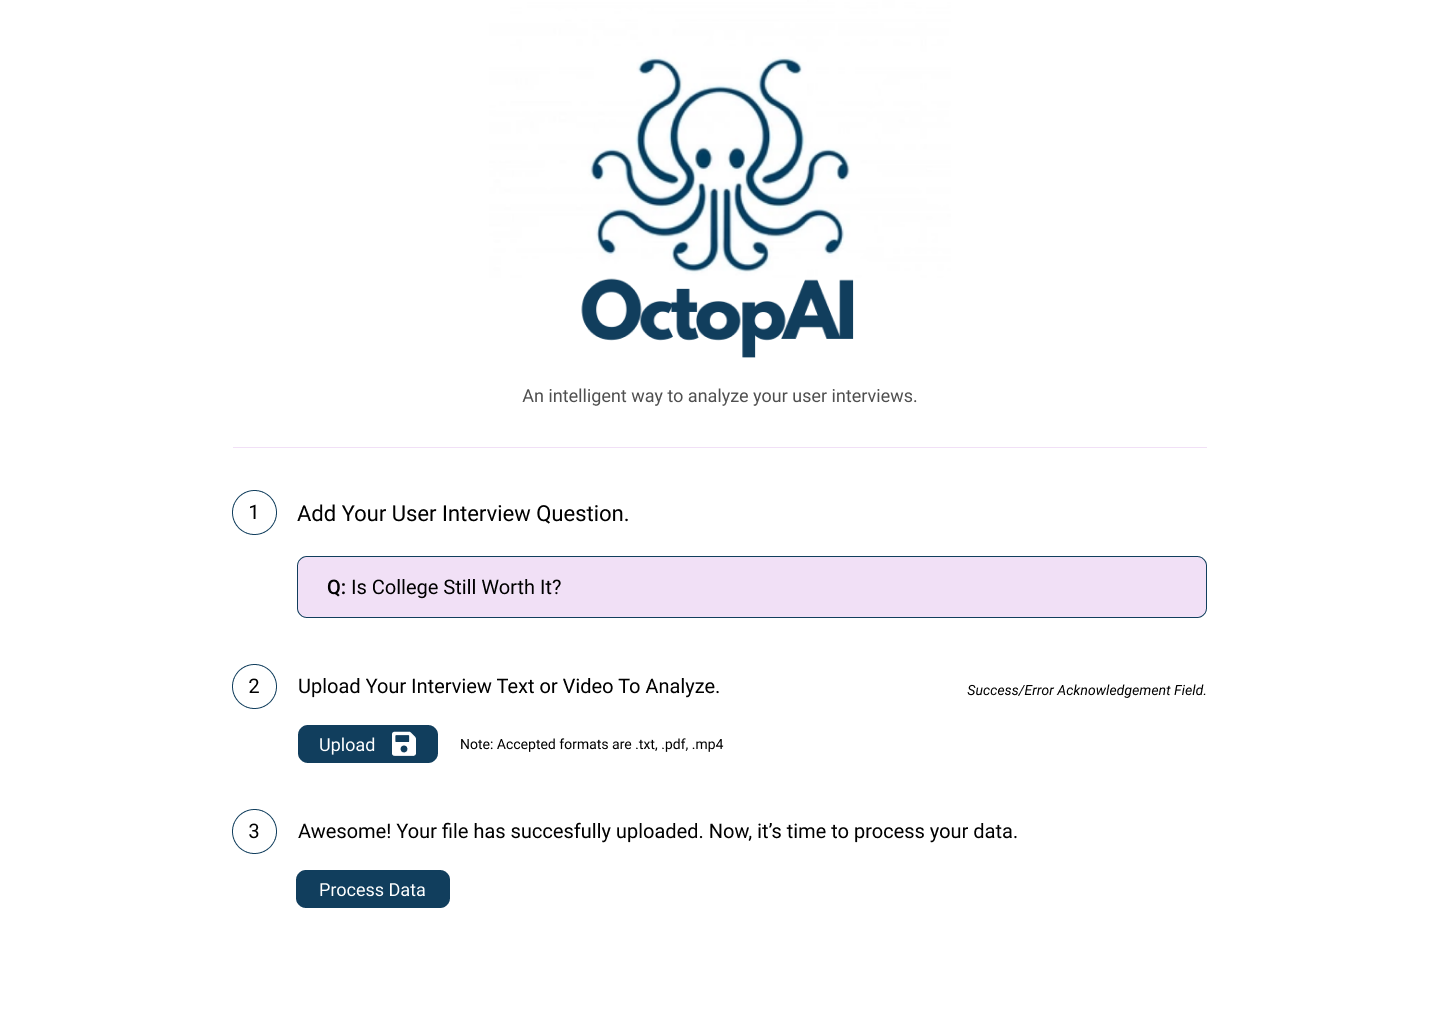 OctopAI
An intelligent way to analyze your user interviews.
1
Add Your User Interview Question.
Q: Is College Still Worth It?
2
Upload Your Interview Text or Video To Analyze.
Success/Error Acknowledgement Field.
Upload
Note: Accepted formats are .txt, .pdf, .mp4
3
Awesome! Your file has succesfully uploaded. Now, it’s time to process your data.
Process Data